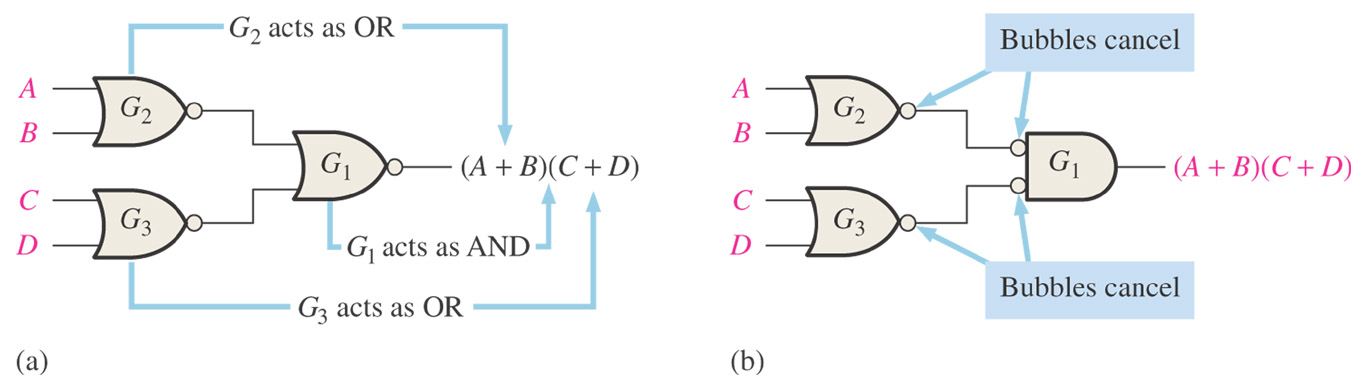 G₂ acts as OR
A
B
G₂
G₁
(A + B)(C + D)
C
D
G₃
G₁ acts as AND
G₃ acts as OR
(a)
Bubbles cancel
A
B
G₂
G₁
(A + B)(C + D)
C
D
G₃
Bubbles cancel
(b)